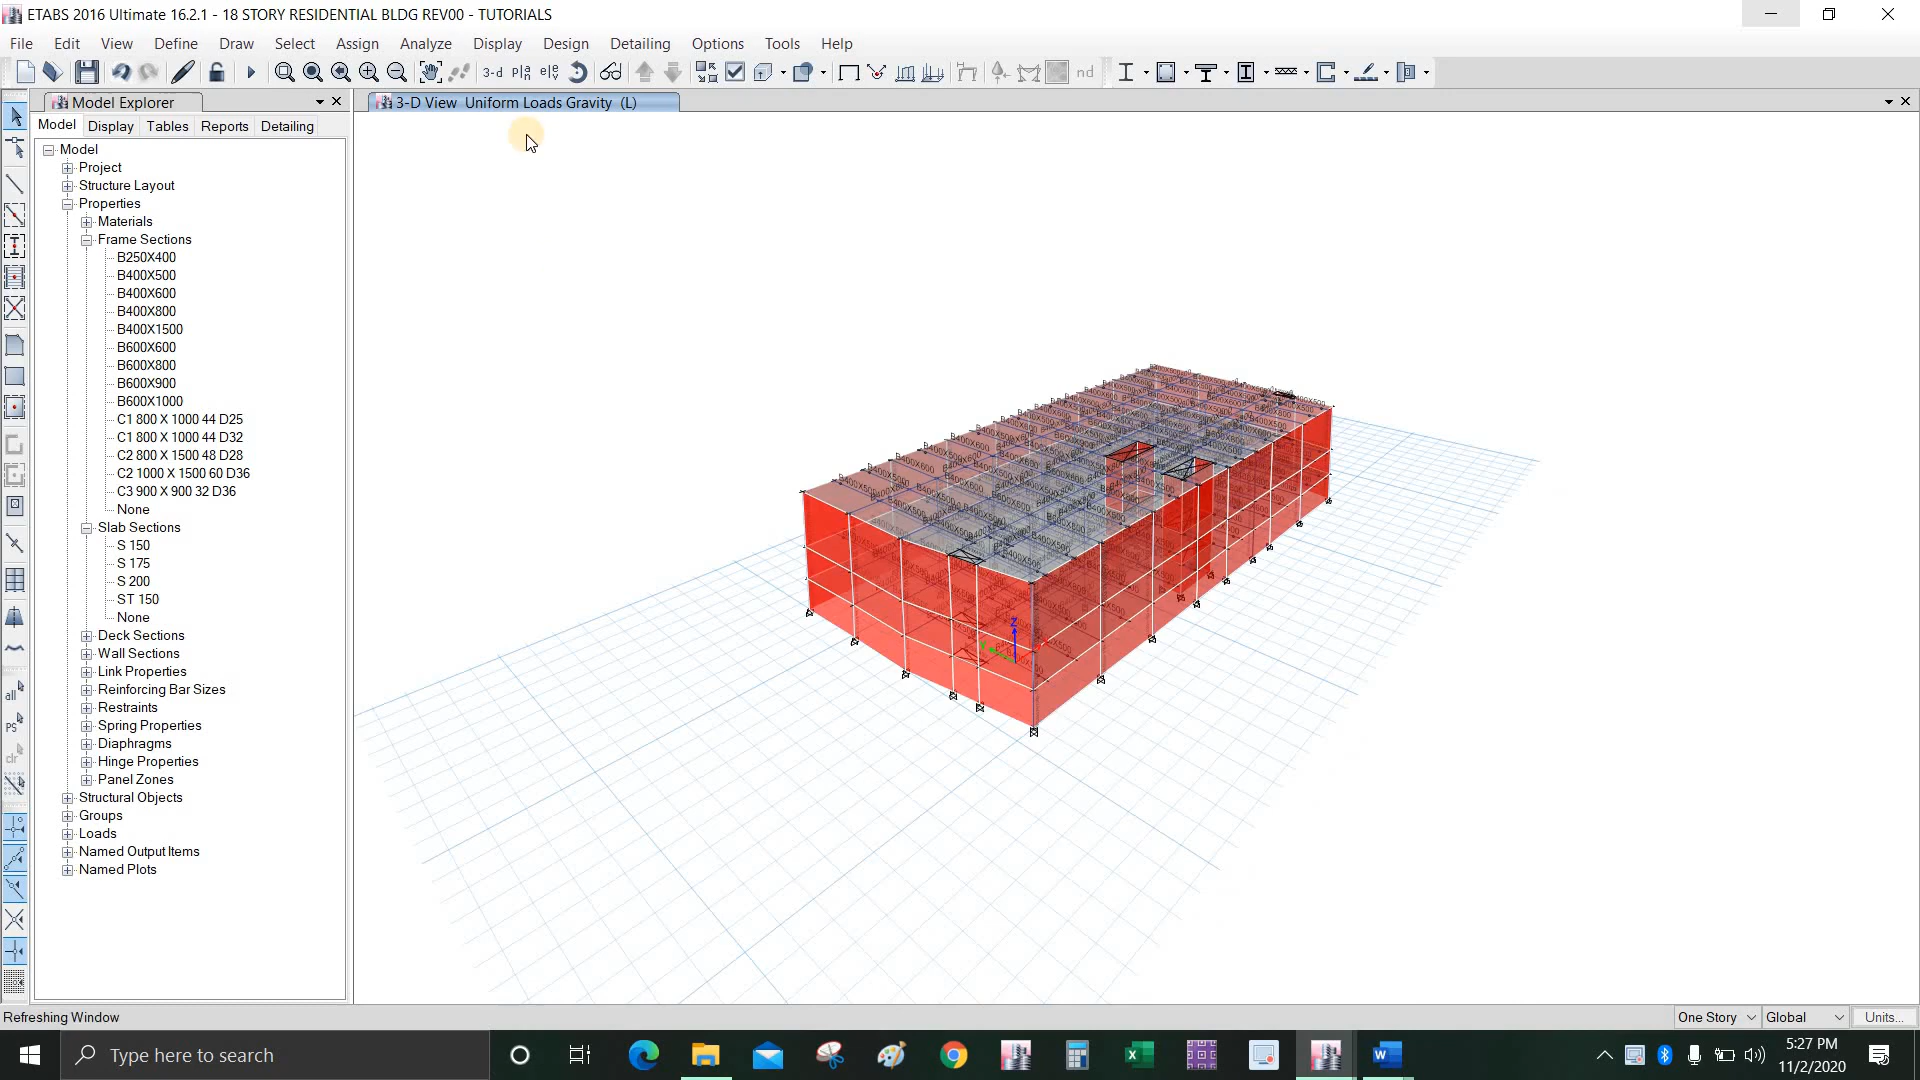 ETABS 2016 Ultimate 16.2.1 - 18 STORY RESIDENTIAL BLDG REV00 - TUTORIALS
File Edit View Define Draw Select Assign Analyze Display Design Detailing Options Tools Help
3-d nd
Model Explorer
3-D View Uniform Loads Gravity (L)
Model Display Tables Reports Detailing
Model
Project
Structure Layout
Properties
Materials
Frame Sections
B250X400
B400X500
B400X600
B400X800
B400X1500
B600X600
B600X800
B600X900
B600X1000
C1 800 X 1000 44 D25
C1 800 X 1000 44 D32
C2 800 X 1500 48 D28
C2 1000 X 1500 60 D36
C3 900 X 900 32 D36
None
Slab Sections
S 150
S 175
S 200
ST 150
None
Deck Sections
Wall Sections
Link Properties
Reinforcing Bar Sizes
Restraints
Spring Properties
Diaphragms
Hinge Properties
Panel Zones
Structural Objects
Groups
Loads
Named Output Items
Named Plots
all
PS
dr
Z
Refreshing Window
One Story Global Units...
Type here to search
5:27 PM
11/2/2020